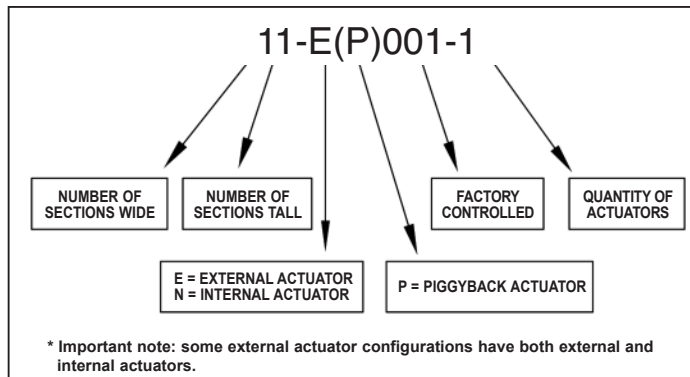 11-E(P)001-1
NUMBER OF
SECTIONS WIDE
NUMBER OF
SECTIONS TALL
FACTORY
CONTROLLED
QUANTITY OF
ACTUATORS
E = EXTERNAL ACTUATOR
N = INTERNAL ACTUATOR
P = PIGGYBACK ACTUATOR
* Important note: some external actuator configurations have both external and
internal actuators.